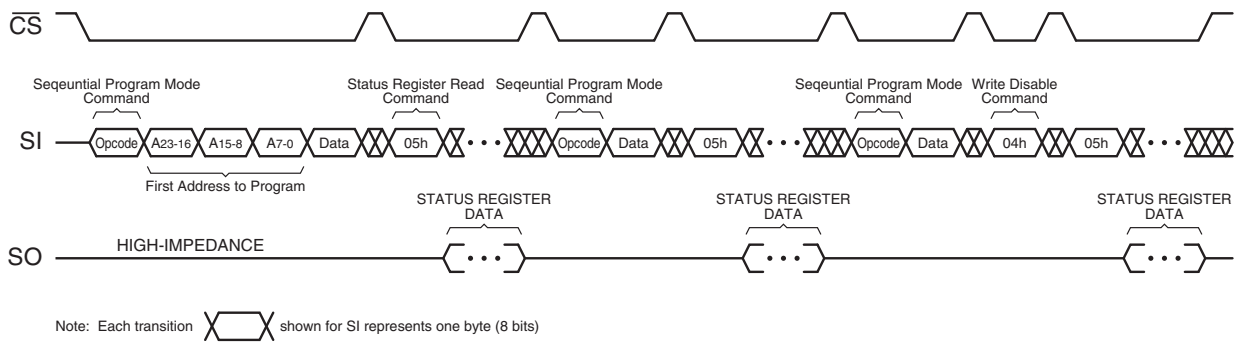 CS
Seqeuntial Program Mode
Command
Status Register Read
Command
Seqeuntial Program Mode
Command
Seqeuntial Program Mode
Command
Write Disable
Command
SI
Opcode A23-16 A15-8 A7-0 Data 05h ··· Opcode Data 05h ··· Opcode Data 04h 05h ···
First Address to Program
STATUS REGISTER
DATA
STATUS REGISTER
DATA
STATUS REGISTER
DATA
SO
HIGH-IMPEDANCE
··· ··· ···
Note: Each transition shown for SI represents one byte (8 bits)